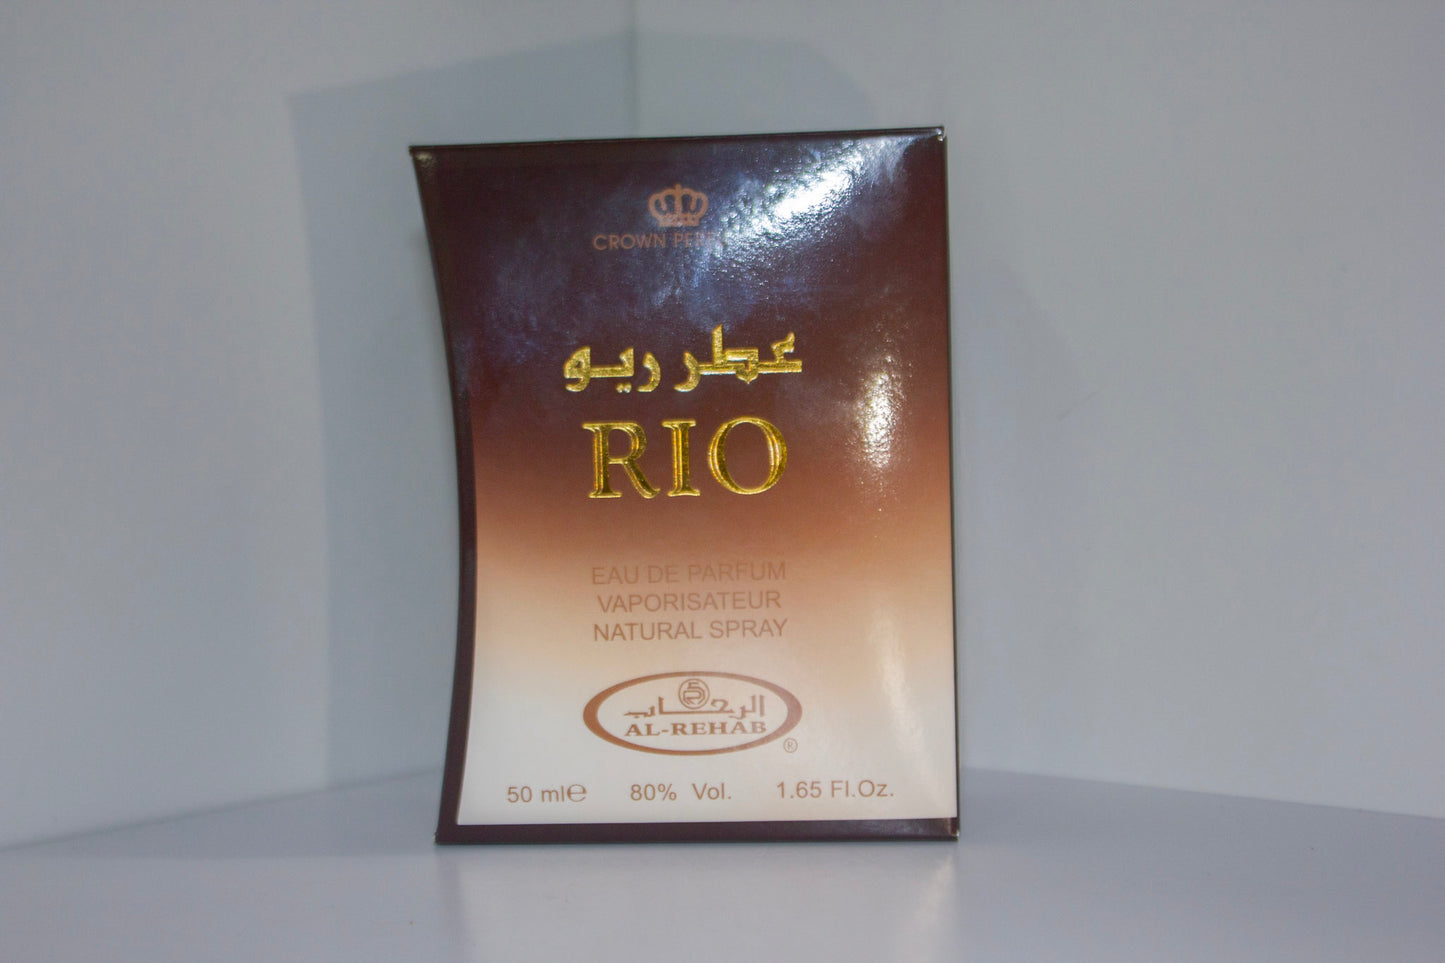 CROWN
عطر ريو
RIO
EAU DE PARFUM
VAPORISATEUR
NATURAL SPRAY
الرحاب
AL-REHAB
®
50 ml℮ 80% Vol. 1.65 Fl.Oz.